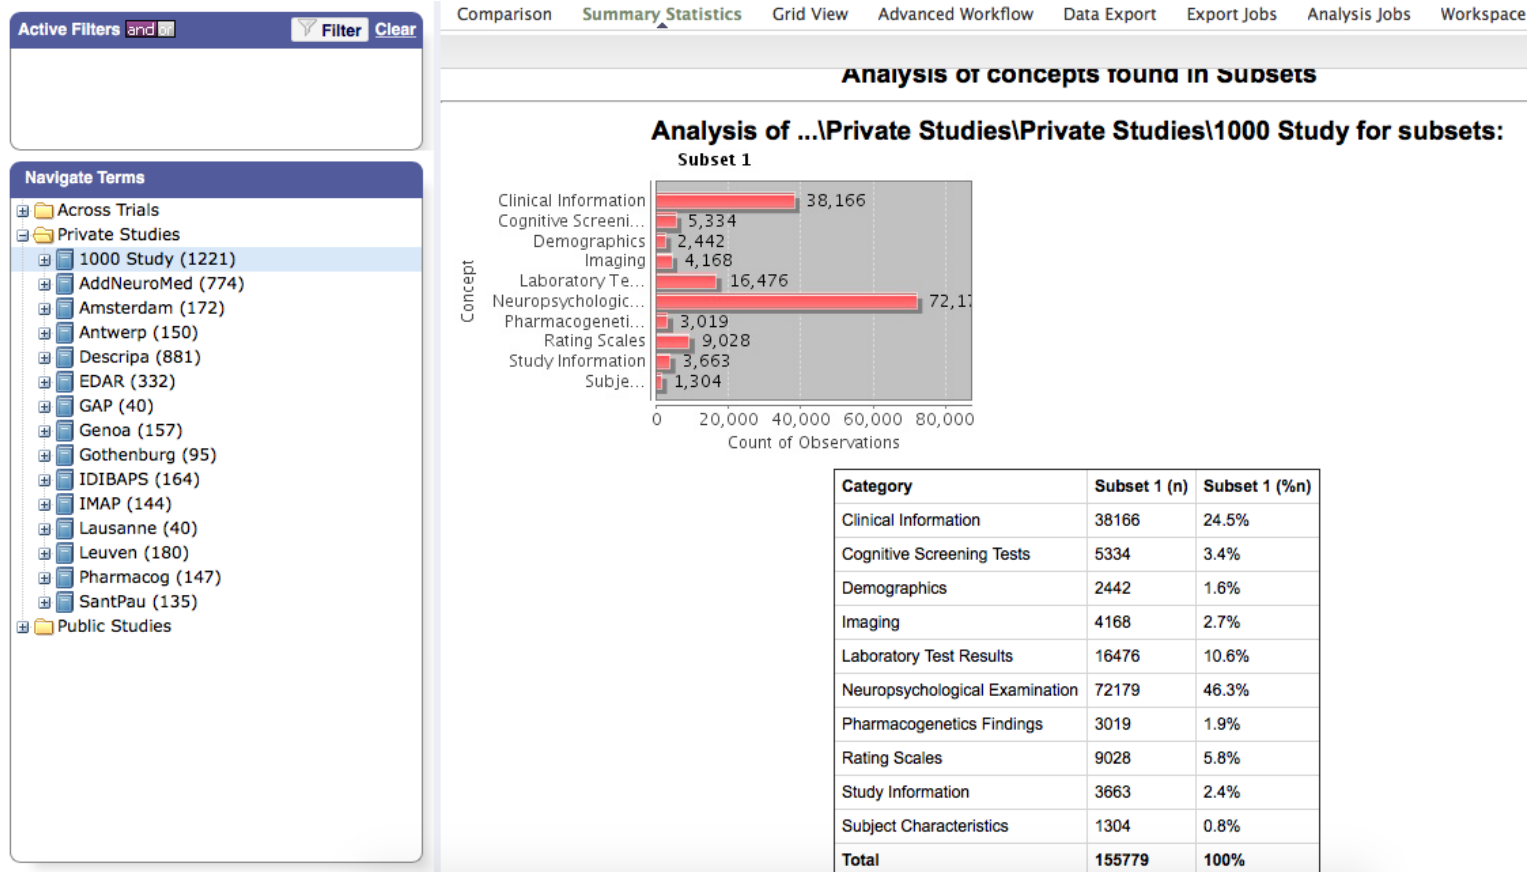 Active Filters and or Filter Clear
Navigate Terms
Across Trials
Private Studies
1000 Study (1221)
AddNeuroMed (774)
Amsterdam (172)
Antwerp (150)
Descripa (881)
EDAR (332)
GAP (40)
Genoa (157)
Gothenburg (95)
IDIBAPS (164)
IMAP (144)
Lausanne (40)
Leuven (180)
Pharmacog (147)
SantPau (135)
Public Studies
Comparison Summary Statistics Grid View Advanced Workflow Data Export Export Jobs Analysis Jobs Workspace
Analysis of concepts found in Subsets
Analysis of ...\Private Studies\Private Studies\1000 Study for subsets:
Subset 1
Concept
Clinical Information 38,166
Cognitive Screeni... 5,334
Demographics 2,442
Imaging 4,168
Laboratory Te... 16,476
Neuropsychologic... 72,17
Pharmacogeneti... 3,019
Rating Scales 9,028
Study Information 3,663
Subje... 1,304
0 20,000 40,000 60,000 80,000
Count of Observations
Category Subset 1 (n) Subset 1 (%n)
Clinical Information 38166 24.5%
Cognitive Screening Tests 5334 3.4%
Demographics 2442 1.6%
Imaging 4168 2.7%
Laboratory Test Results 16476 10.6%
Neuropsychological Examination 72179 46.3%
Pharmacogenetics Findings 3019 1.9%
Rating Scales 9028 5.8%
Study Information 3663 2.4%
Subject Characteristics 1304 0.8%
Total 155779 100%